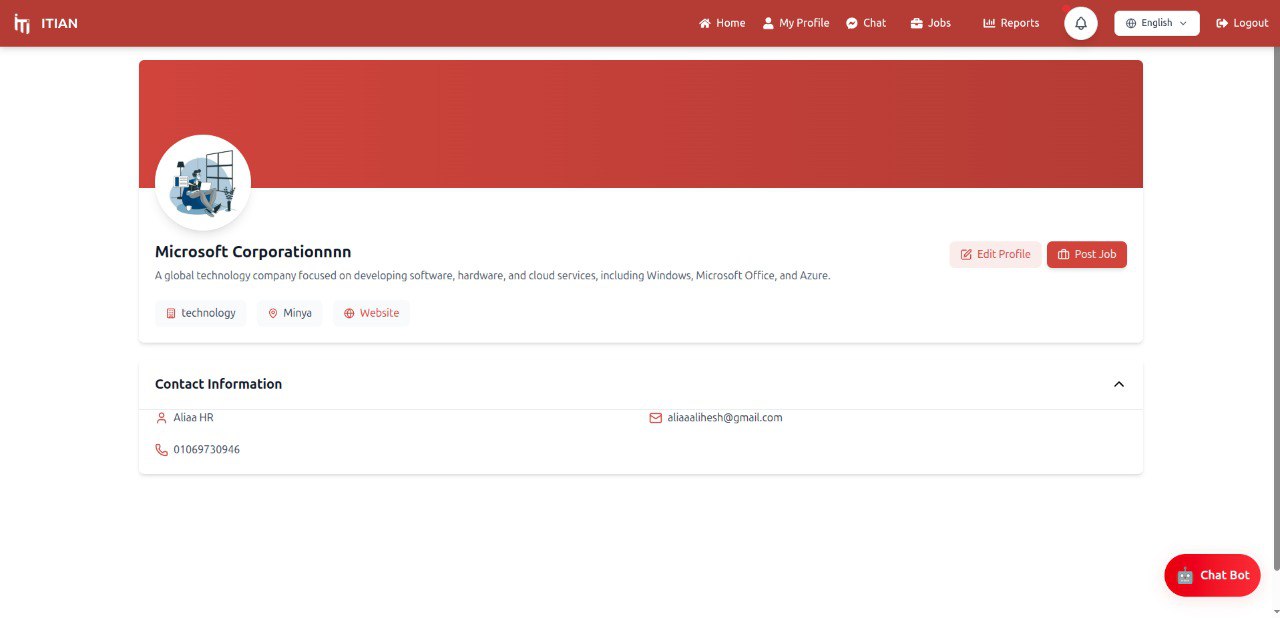 iTi ITIAN Home My Profile Chat Jobs Reports English Logout
Microsoft Corporationnnn
Edit Profile Post Job
A global technology company focused on developing software, hardware, and cloud services, including Windows, Microsoft Office, and Azure.
technology Minya Website
Contact Information
Aliaa HR aliaaalihesh@gmail.com
01069730946
Chat Bot